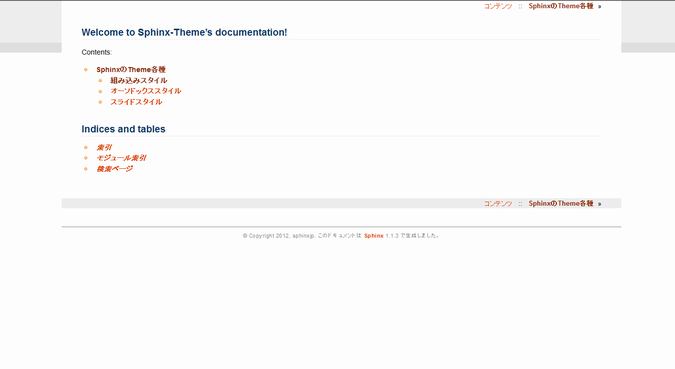 コンテンツ :: SphinxのTheme各種 »
Welcome to Sphinx-Theme's documentation!
Contents:
SphinxのTheme各種
組み込みスタイル
オーソドックススタイル
スライドスタイル
Indices and tables
索引
モジュール索引
検索ページ
コンテンツ :: SphinxのTheme各種 »
© Copyright 2012, sphinxjp. このドキュメントは Sphinx 1.1.3 で生成しました。